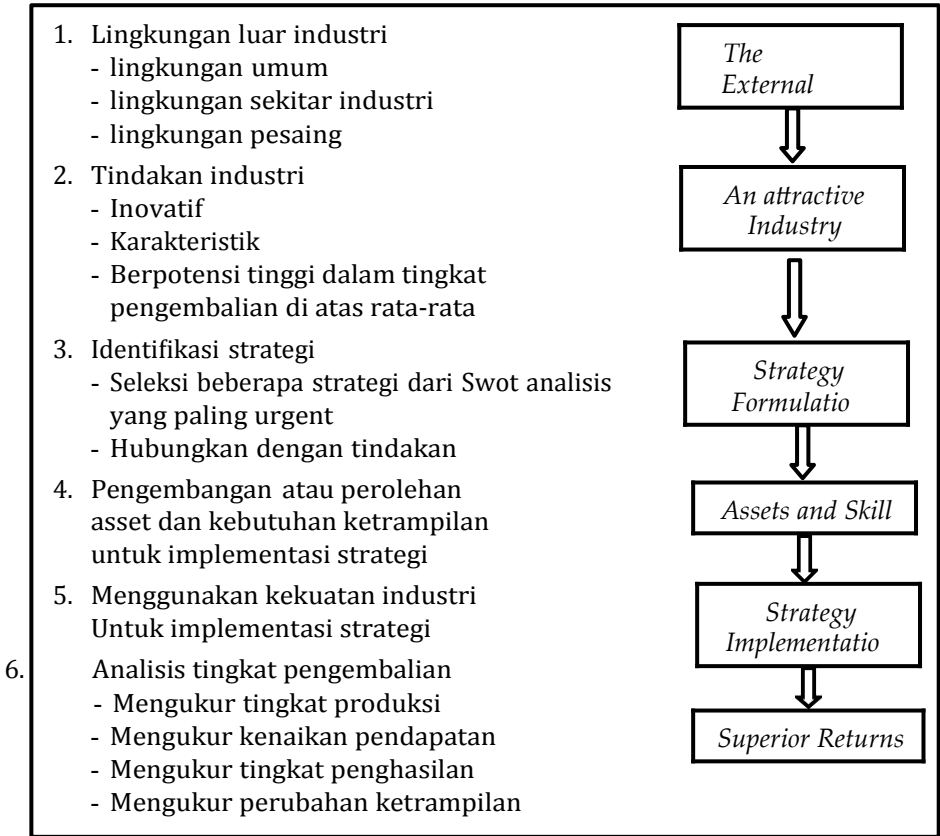 1. Lingkungan luar industri
- lingkungan umum
- lingkungan sekitar industri
- lingkungan pesaing
2. Tindakan industri
- Inovatif
- Karakteristik
- Berpotensi tinggi dalam tingkat
pengembalian di atas rata-rata
3. Identifikasi strategi
- Seleksi beberapa strategi dari Swot analisis
yang paling urgent
- Hubungkan dengan tindakan
4. Pengembangan atau perolehan
asset dan kebutuhan ketrampilan
untuk implementasi strategi
5. Menggunakan kekuatan industri
Untuk implementasi strategi
6. Analisis tingkat pengembalian
- Mengukur tingkat produksi
- Mengukur kenaikan pendapatan
- Mengukur tingkat penghasilan
- Mengukur perubahan ketrampilan
The
External
An attractive
Industry
Strategy
Formulatio
Assets and Skill
Strategy
Implementatio
Superior Returns